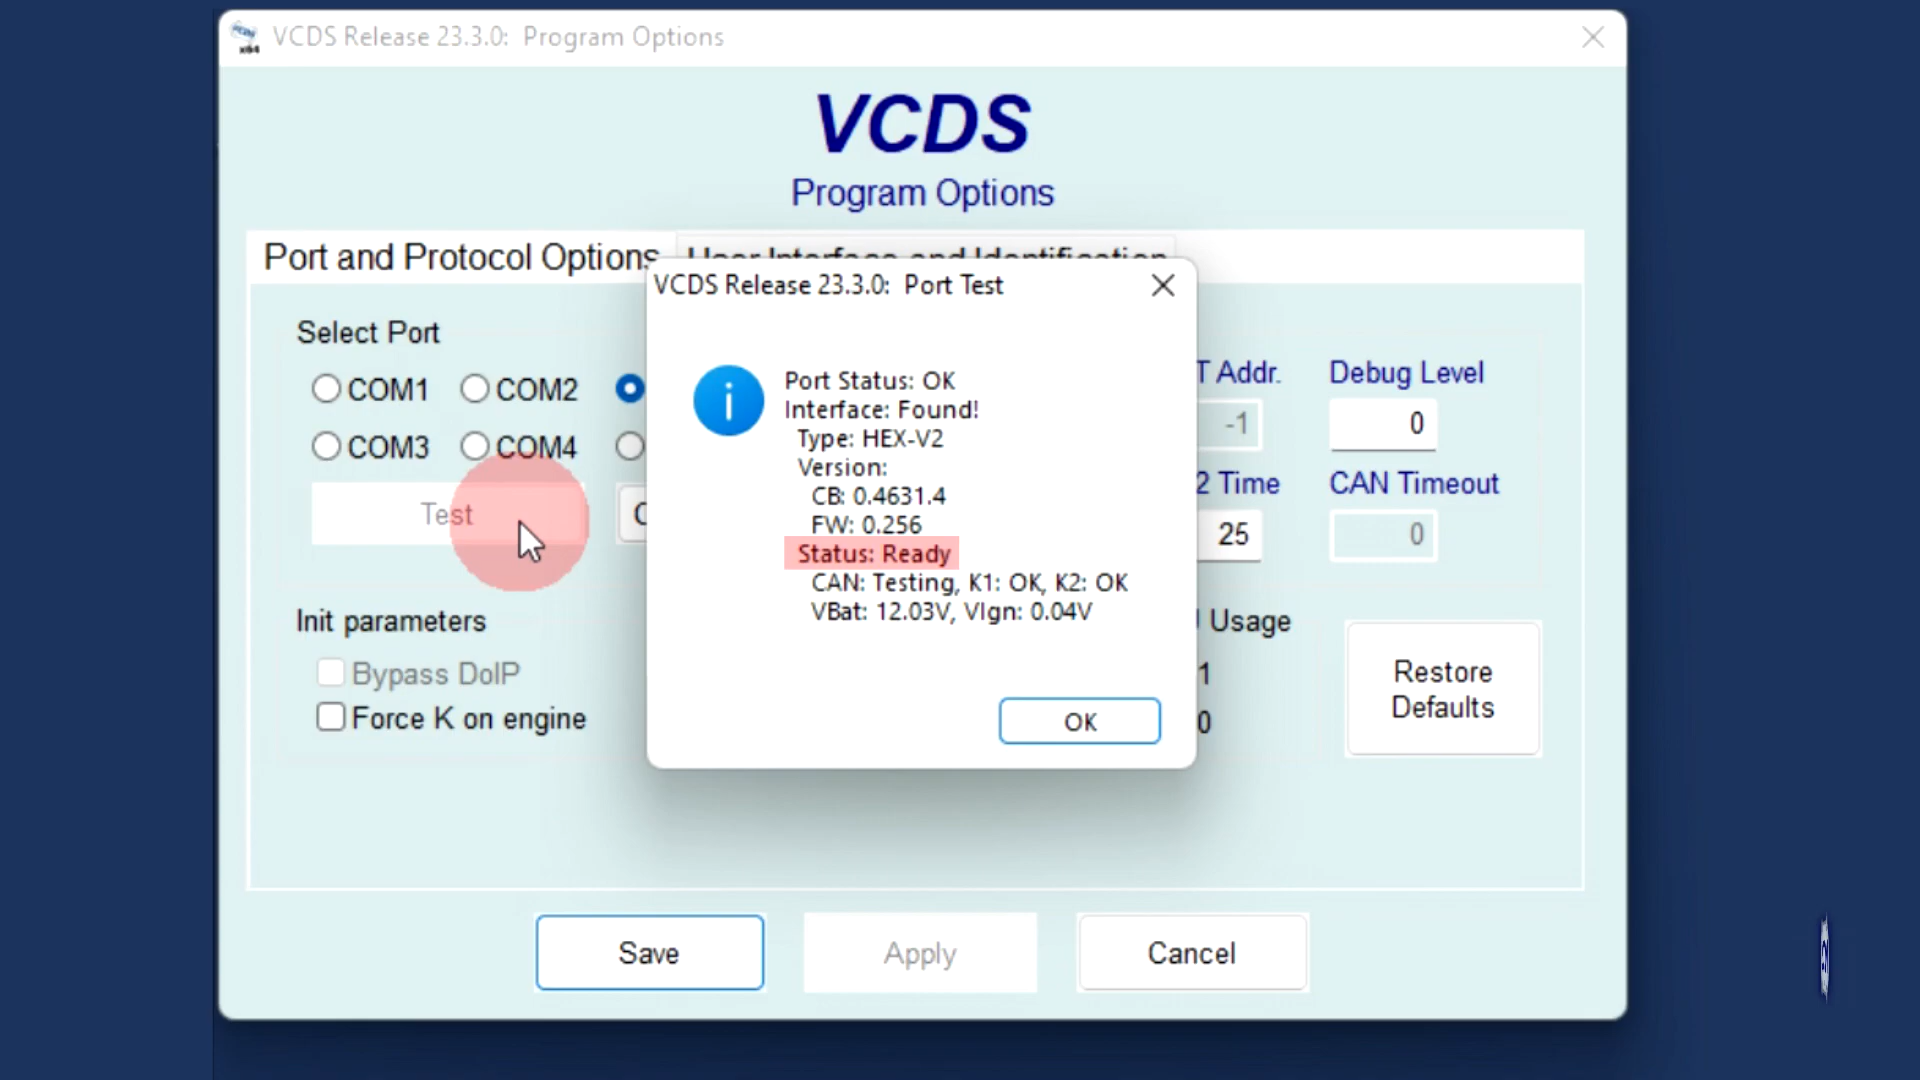 VCDS Release 23.3.0: Program Options
VCDS
Program Options
Port and Protocol Options
User Interface and Identification
VCDS Release 23.3.0: Port Test
Port Status: OK
Interface: Found!
Type: HEX-V2
Version:
CB: 0.4631.4
FW: 0.256
Status: Ready
CAN: Testing, K1: OK, K2: OK
VBat: 12.03V, VIgn: 0.04V
OK
Select Port
COM1 COM2
COM3 COM4
Test
T Addr. Debug Level
-1 0
2 Time CAN Timeout
25 0
Init parameters
Bypass DoIP
Force K on engine
Usage
1
0
Restore
Defaults
Save Apply Cancel